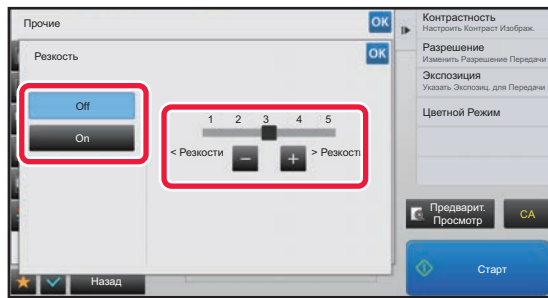 Прочие
OK
Резкость
OK
Off
On
1 2 3 4 5
< Резкости
−
+
> Резкости
Назад
Контрастность
Настроить Контраст Изображ.
Разрешение
Изменить Разрешение Передачи
Экспозиция
Указать Экспозиц. для Передачи
Цветной Режим
Предварит.
Просмотр
CA
Старт